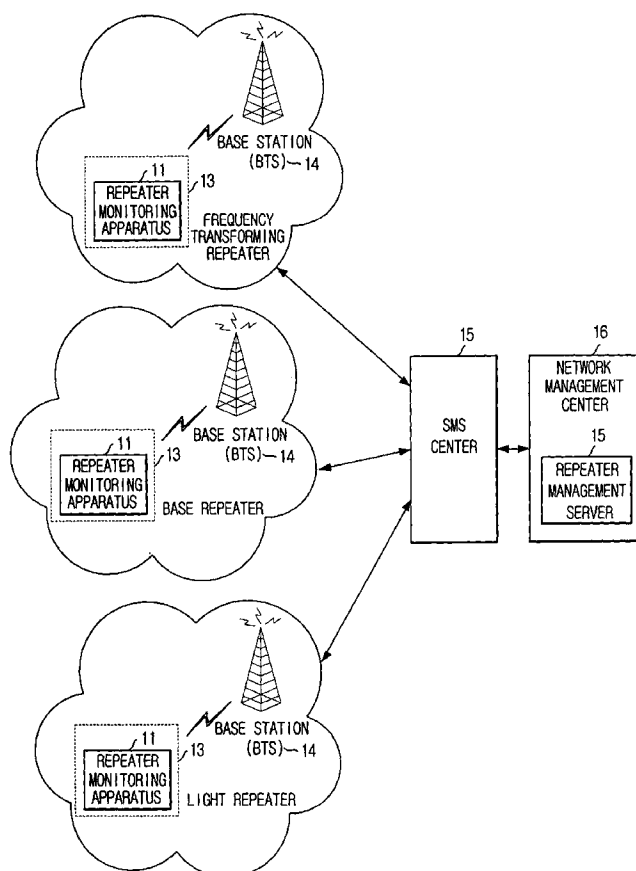 BASE STATION
(BTS) 14
11
13
REPEATER
MONITORING
APPARATUS
FREQUENCY
TRANSFORMING
REPEATER
BASE STATION
(BTS) 14
11
13
REPEATER
MONITORING
APPARATUS
BASE REPEATER
BASE STATION
(BTS) 14
11
13
REPEATER
MONITORING
APPARATUS
LIGHT REPEATER
15
SMS
CENTER
16
NETWORK
MANAGEMENT
CENTER
15
REPEATER
MANAGEMENT
SERVER